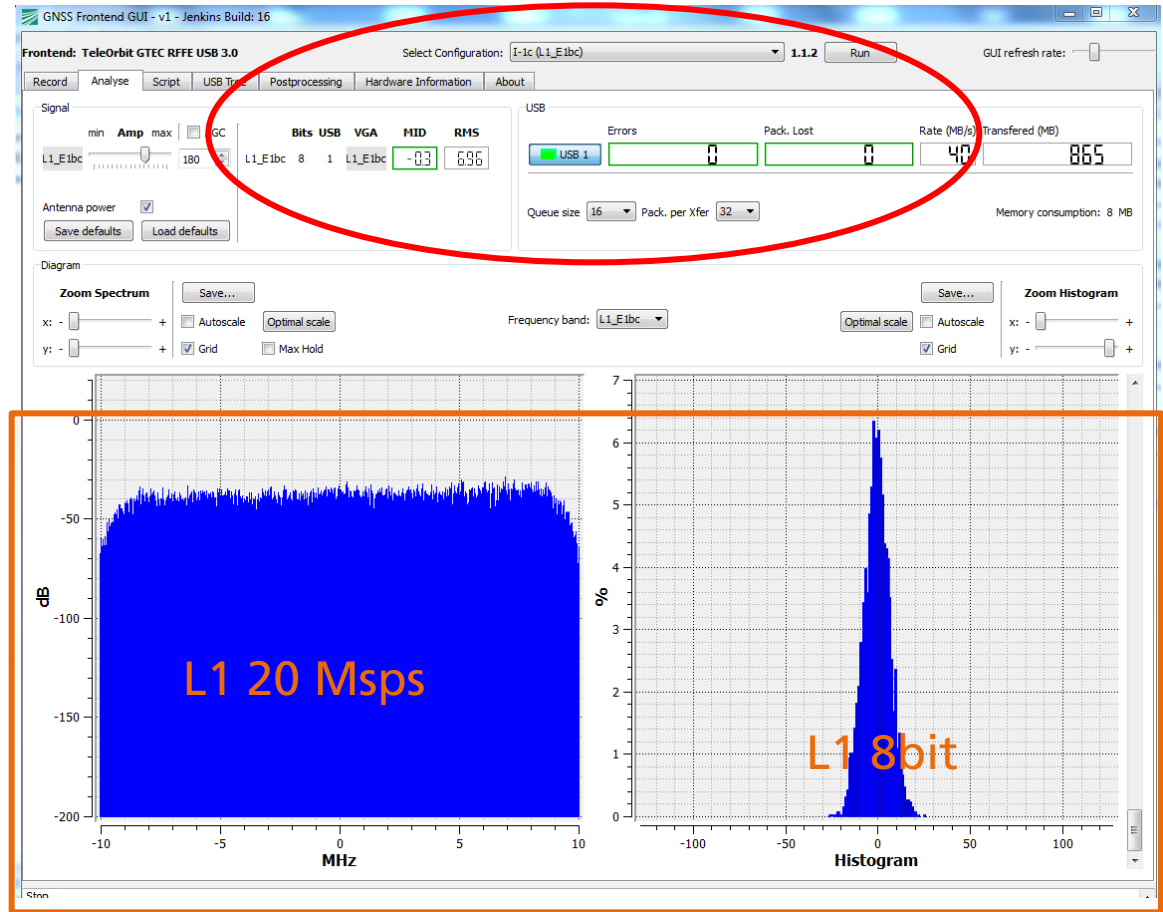 GNSS Frontend GUI - v1 - Jenkins Build: 16
Frontend: TeleOrbit GTEC RFFE USB 3.0 Select Configuration: I-1c (L1_E1bc) 1.1.2 Run GUI refresh rate:
Record Analyse Script USB Tree Postprocessing Hardware Information About
Signal USB
min Amp max GC Bits USB VGA MID RMS Errors Pack. Lost Rate (MB/s) Transfered (MB)
L1_E1bc 180 L1_E1bc 8 1 L1_E1bc -0.3 6.96 USB 1 0 0 40 865
Antenna power Queue size 16 Pack. per Xfer 32 Memory consumption: 8 MB
Save defaults Load defaults
Diagram
Zoom Spectrum Save... Save... Zoom Histogram
x: - + Autoscale Optimal scale Frequency band: L1_E1bc Optimal scale Autoscale x: - +
y: - + Grid Max Hold Grid y: - +
0
-50
-100
-150
-200
dB
L1 20 Msps
-10 -5 0 5 10
MHz
7
6
5
4
3
2
1
0
%
L1 8bit
-100 -50 0 50 100
Histogram
Stop